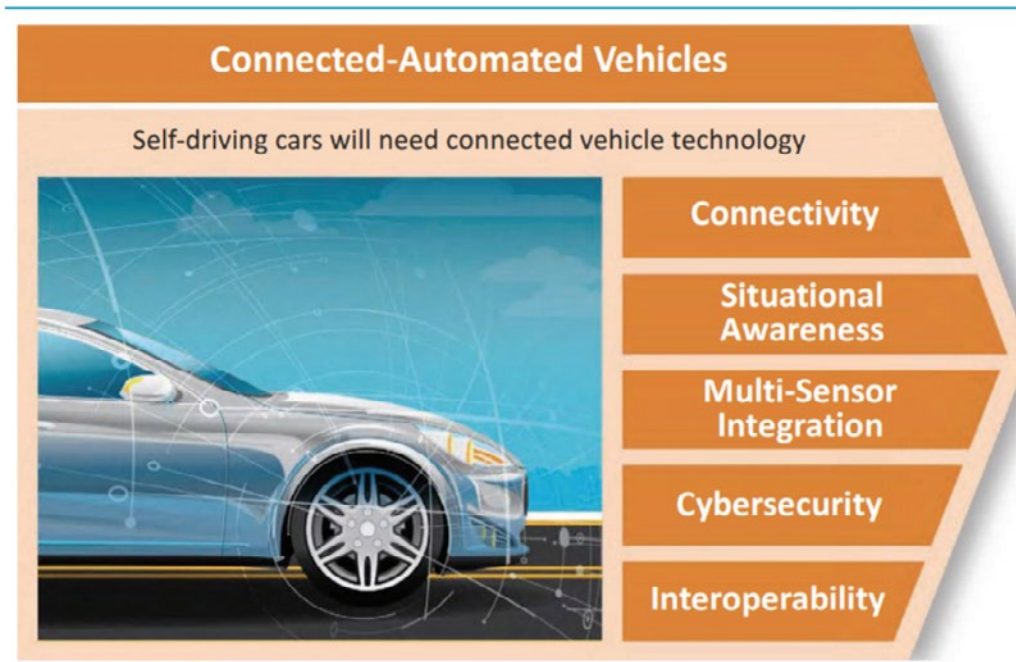 Connected-Automated Vehicles
Self-driving cars will need connected vehicle technology
Connectivity
Situational
Awareness
Multi-Sensor
Integration
Cybersecurity
Interoperability